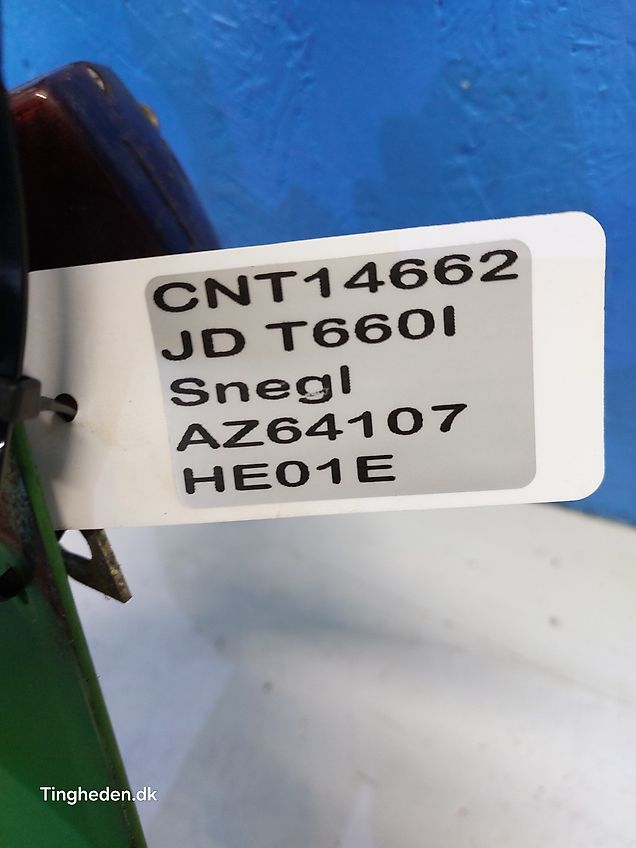 CNT14662
JD T660I
Snegl
AZ64107
HE01E
Tingheden.dk